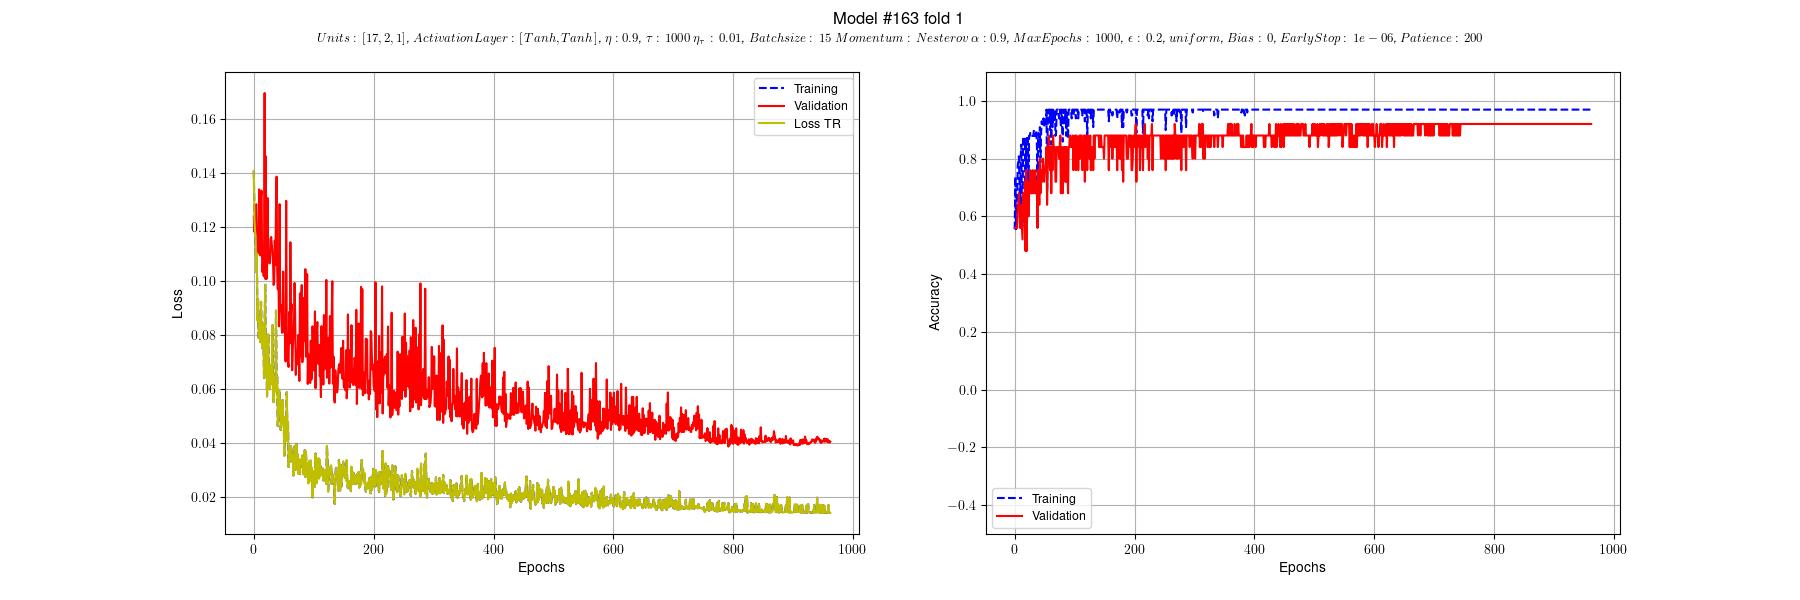 Model #163 fold 1
Units : [17, 2, 1], ActivationLayer : [Tanh, Tanh], η : 0.9, τ : 1000 ητ : 0.01, Batchsize : 15 Momentum : Nesterov α : 0.9, MaxEpochs : 1000, ϵ : 0.2, uniform, Bias : 0, EarlyStop : 1e − 06, Patience : 200
Training
Validation
Loss TR
0.16
0.14
0.12
0.10
0.08
0.06
0.04
0.02
Loss
0 200 400 600 800 1000
Epochs
1.0
0.8
0.6
0.4
0.2
0.0
−0.2
−0.4
Accuracy
Training
Validation
0 200 400 600 800 1000
Epochs